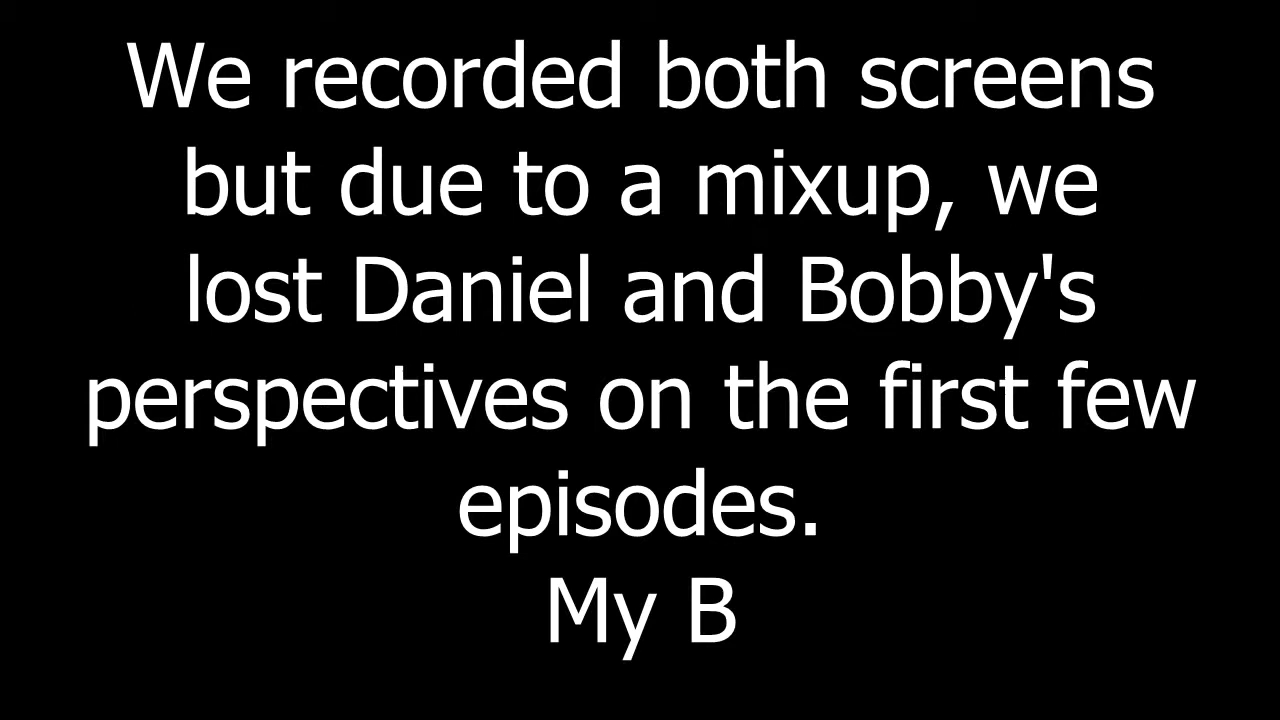 We recorded both screens
but due to a mixup, we
lost Daniel and Bobby's
perspectives on the first few
episodes.
My B